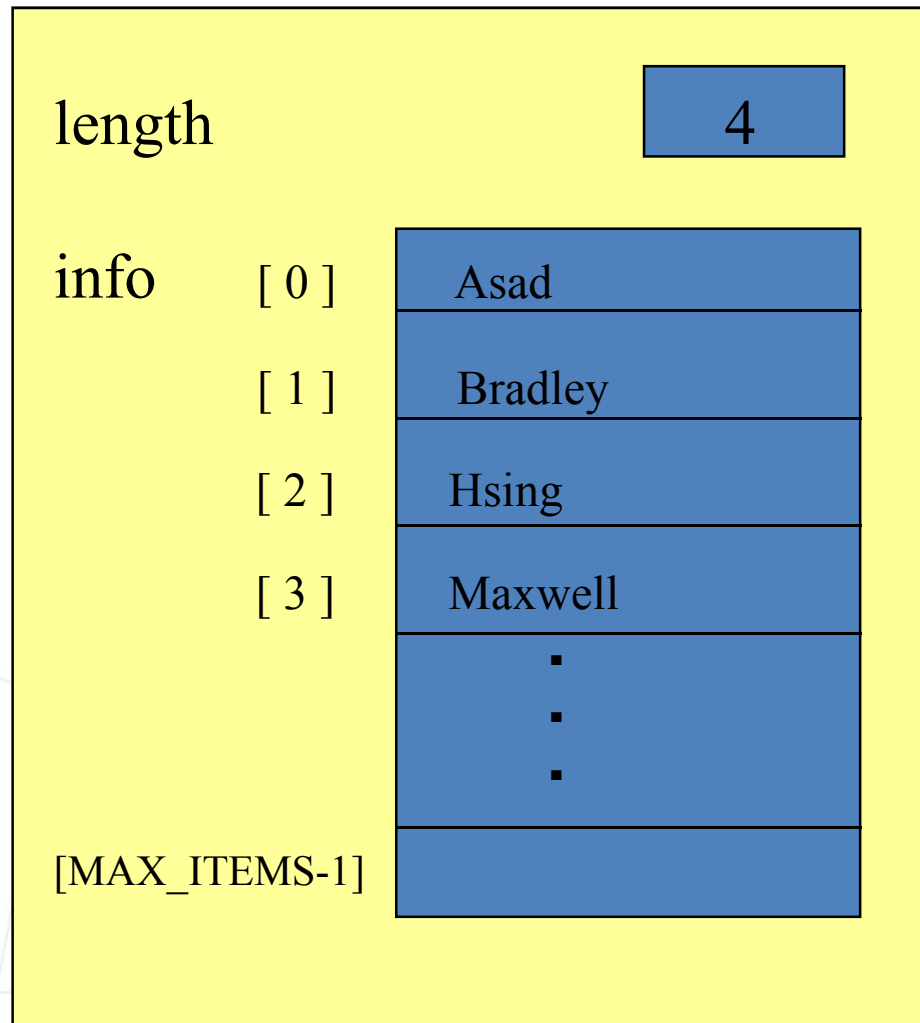 length 4
info [ 0 ] Asad
[ 1 ] Bradley
[ 2 ] Hsing
[ 3 ] Maxwell
.
.
.
[MAX_ITEMS-1]